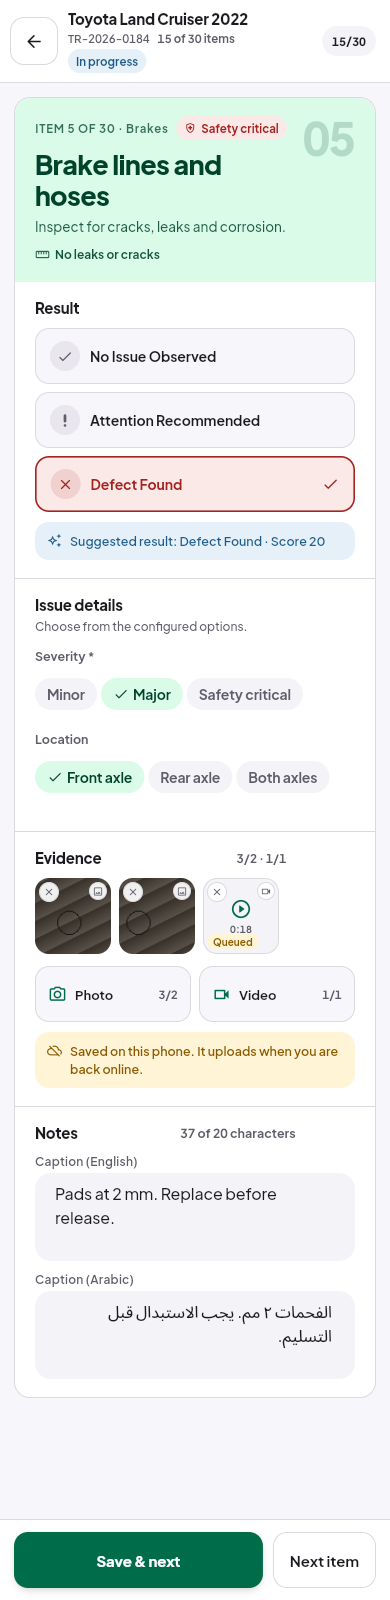 Toyota Land Cruiser 2022
TR-2026-0184 15 of 30 items
In progress
15/30
ITEM 5 OF 30 · Brakes
Safety critical
05
Brake lines and
hoses
Inspect for cracks, leaks and corrosion.
No leaks or cracks
Result
No Issue Observed
Attention Recommended
Defect Found
Suggested result: Defect Found · Score 20
Issue details
Choose from the configured options.
Severity *
Minor
Major
Safety critical
Location
Front axle
Rear axle
Both axles
Evidence
3/2 · 1/1
0:18
Queued
Photo
3/2
Video
1/1
Saved on this phone. It uploads when you are
back online.
Notes
37 of 20 characters
Caption (English)
Pads at 2 mm. Replace before
release.
Caption (Arabic)
الفحمات ٢ مم. يجب الاستبدال قبل
التسليم.
Save & next
Next item